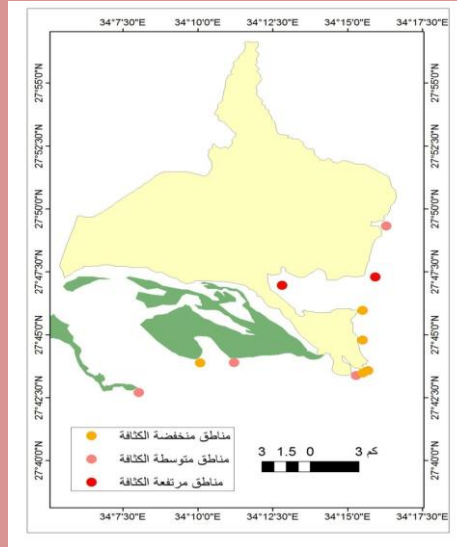 34°7'30"E 34°10'0"E 34°12'30"E 34°15'0"E 34°17'30"E
27°55'0"N 27°55'0"N
27°52'30"N 27°52'30"N
27°50'0"N 27°50'0"N
27°47'30"N 27°47'30"N
27°45'0"N 27°45'0"N
27°42'30"N 27°42'30"N
27°40'0"N 27°40'0"N
مناطق منخفضة الكثافة
مناطق متوسطة الكثافة
مناطق مرتفعة الكثافة
3 1.5 0 3 كم
34°7'30"E 34°10'0"E 34°12'30"E 34°15'0"E 34°17'30"E